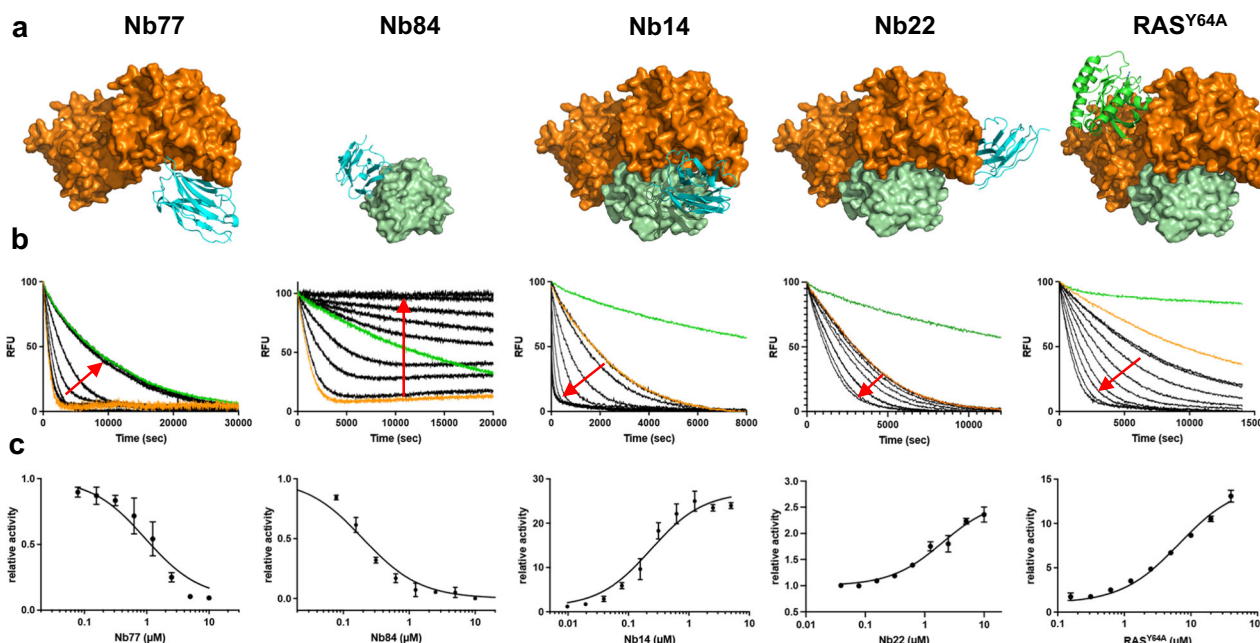 a
Nb77 Nb84 Nb14 Nb22 RAS^Y64A
b
100 50 0 RFU 0 10000 20000 30000 Time (sec)
100 50 0 RFU 0 5000 10000 15000 20000 Time (sec)
100 50 0 RFU 0 2000 4000 6000 8000 Time (sec)
100 50 0 RFU 0 5000 10000 Time (sec)
100 50 0 RFU 0 5000 10000 Time (sec)
c
1.0 0.5 0.0 relative activity 0.1 1 10 Nb77 (µM)
1.0 0.5 0.0 relative activity 0.1 1 10 Nb84 (µM)
30 20 10 0 relative activity 0.01 0.1 1 10 Nb14 (µM)
3.0 2.5 2.0 1.5 1.0 0.5 relative activity 0.1 1 10 Nb22 (µM)
15 10 5 0 relative activity 0.1 1 10 RAS^Y64A (µM)